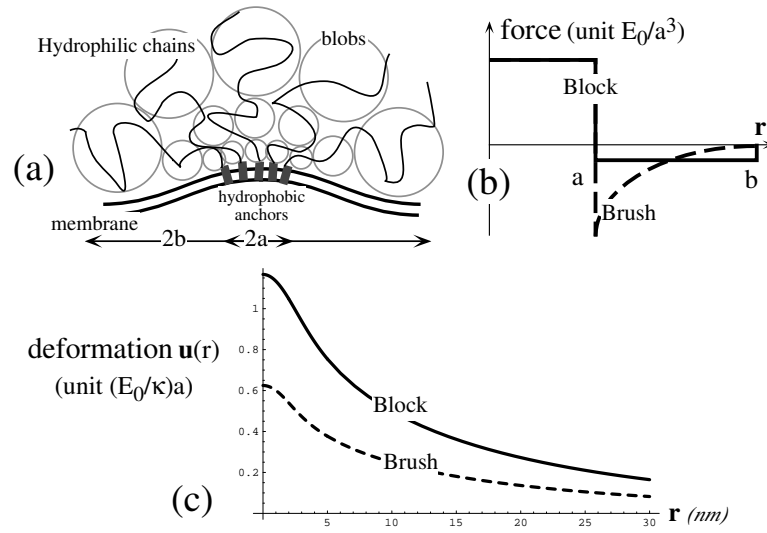 Hydrophilic chains
blobs
(a)
hydrophobic
anchors
membrane
2b
2a
force (unit E₀/a³)
Block
r
(b)
a
b
Brush
deformation u(r)
(unit (E₀/κ)a)
1
0.8
0.6
0.4
0.2
Block
Brush
(c)
5
10
15
20
25
30
r (nm)